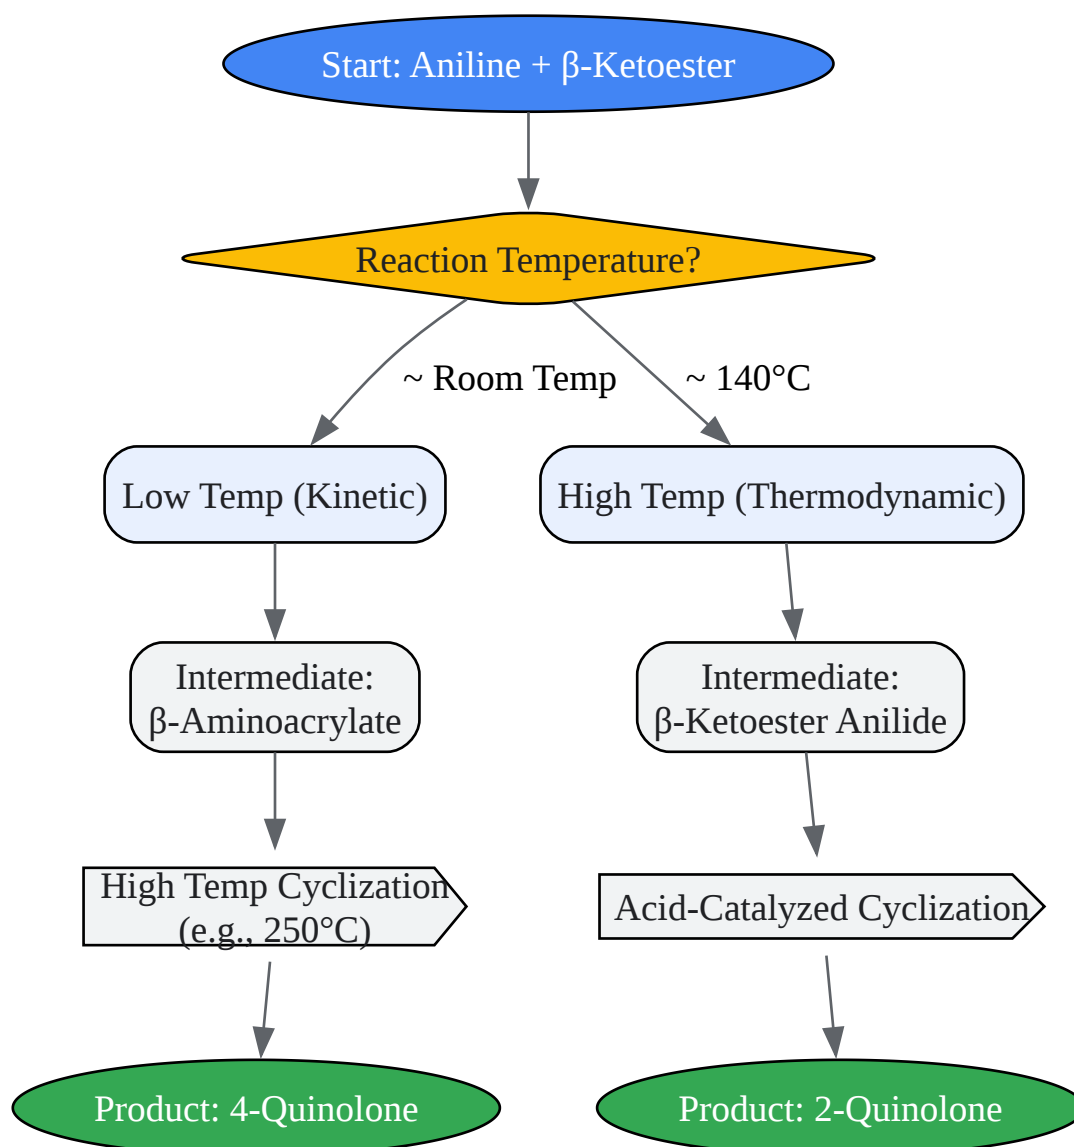 Start: Aniline + β-Ketoester
Reaction Temperature?
~ Room Temp
~ 140°C
Low Temp (Kinetic)
High Temp (Thermodynamic)
Intermediate:
β-Aminoacrylate
Intermediate:
β-Ketoester Anilide
High Temp Cyclization
(e.g., 250°C)
Acid-Catalyzed Cyclization
Product: 4-Quinolone
Product: 2-Quinolone